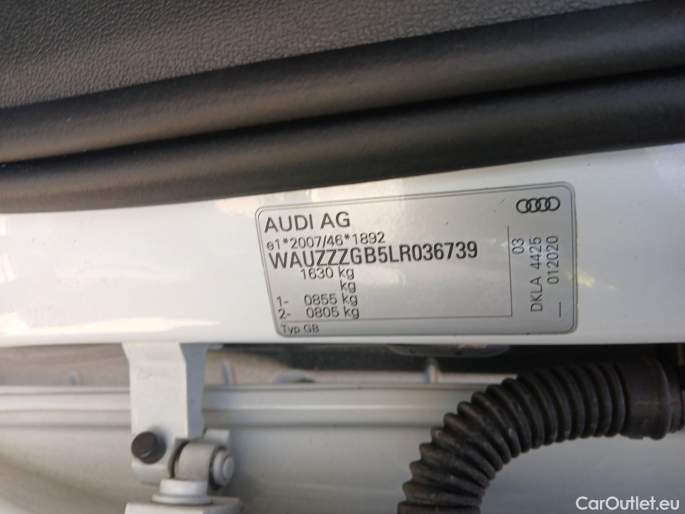 AUDI AG
e1*2007/46*1892
WAUZZZGB5LR036739
1630 kg
kg
1- 0855 kg
2- 0805 kg
Typ GB
03
DKLA 4425
— 012020
CarOutlet.eu